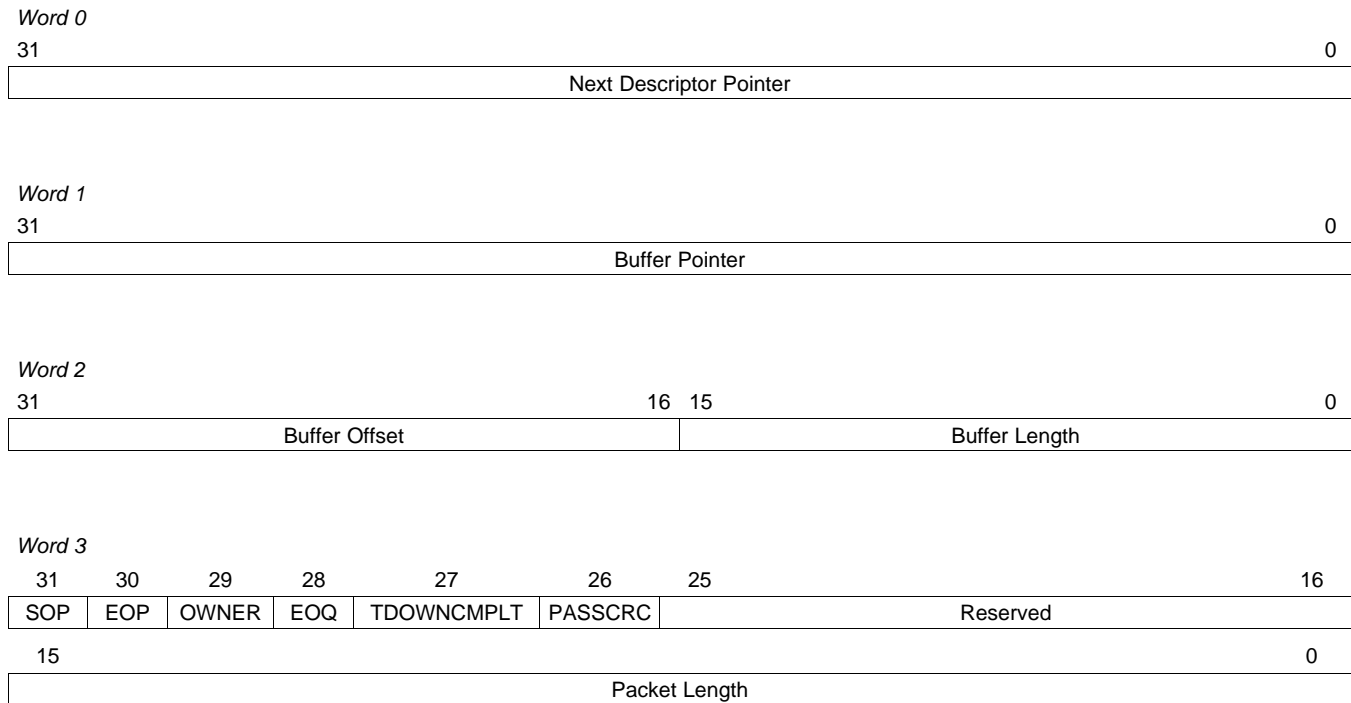 Word 0
31 0
Next Descriptor Pointer
Word 1
31 0
Buffer Pointer
Word 2
31 16 15 0
Buffer Offset Buffer Length
Word 3
31 30 29 28 27 26 25 16
SOP EOP OWNER EOQ TDOWNCMPLT PASSCRC Reserved
15 0
Packet Length